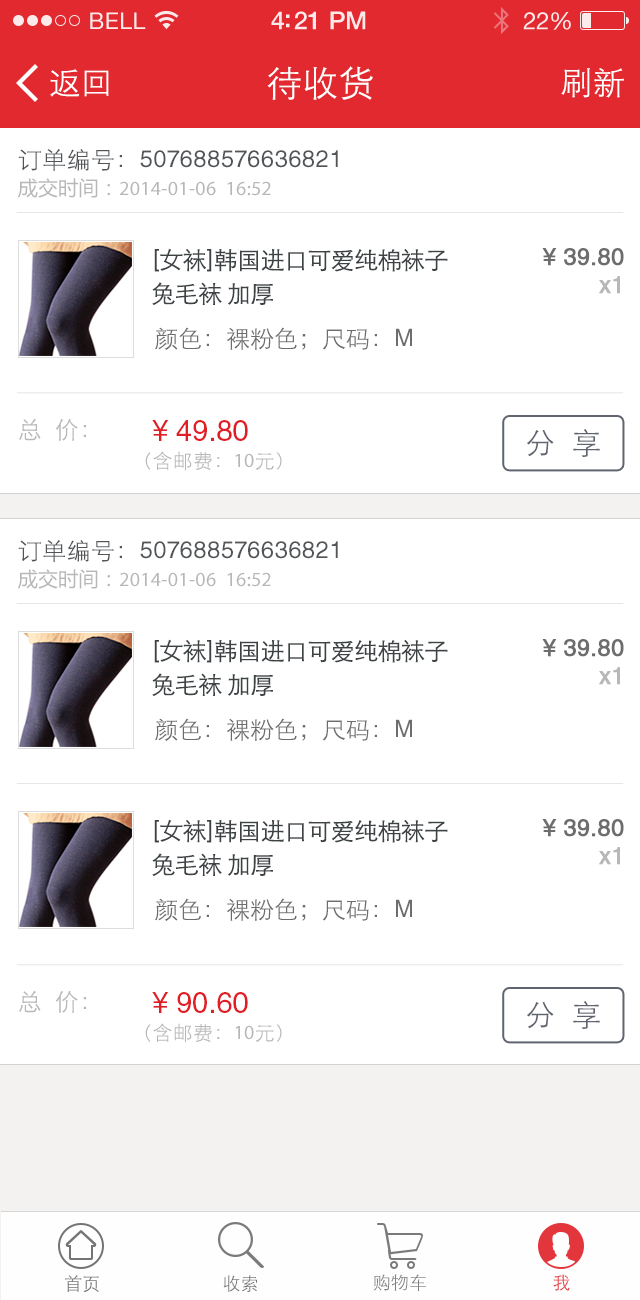 BELL 4:21 PM 22%
返回 待收货 刷新
订单编号：507688576636821
成交时间：2014-01-06 16:52
[女袜]韩国进口可爱纯棉袜子 ¥ 39.80
兔毛袜 加厚 x1
颜色：裸粉色；尺码：M
总 价： ¥ 49.80 分 享
（含邮费：10元）
订单编号：507688576636821
成交时间：2014-01-06 16:52
[女袜]韩国进口可爱纯棉袜子 ¥ 39.80
兔毛袜 加厚 x1
颜色：裸粉色；尺码：M
[女袜]韩国进口可爱纯棉袜子 ¥ 39.80
兔毛袜 加厚 x1
颜色：裸粉色；尺码：M
总 价： ¥ 90.60 分 享
（含邮费：10元）
首页 收索 购物车 我